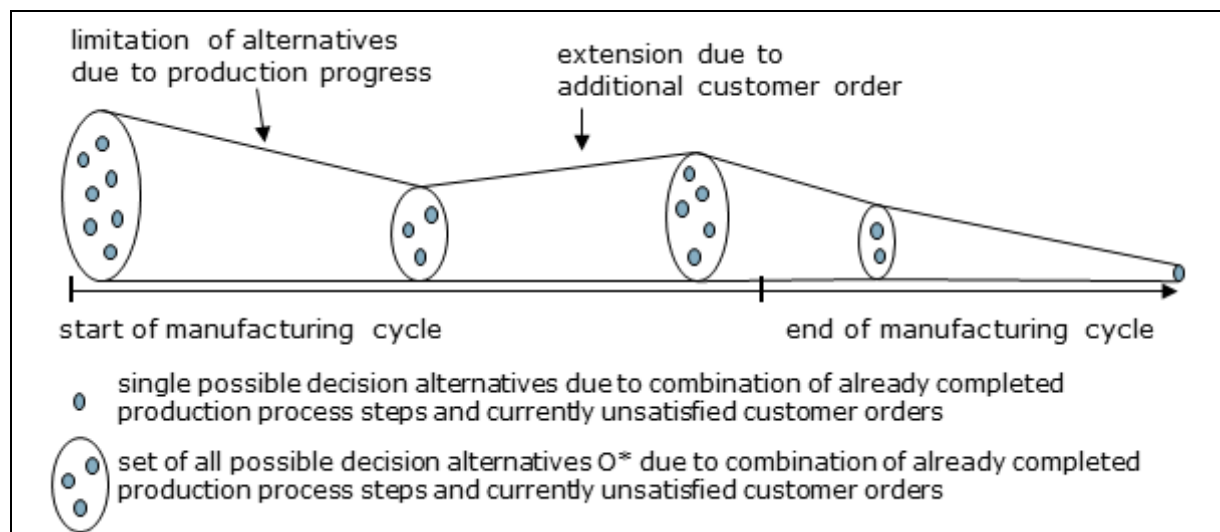 limitation of alternatives
due to production progress
extension due to
additional customer order
start of manufacturing cycle
end of manufacturing cycle
single possible decision alternatives due to combination of already completed
production process steps and currently unsatisfied customer orders
set of all possible decision alternatives O* due to combination of already completed
production process steps and currently unsatisfied customer orders